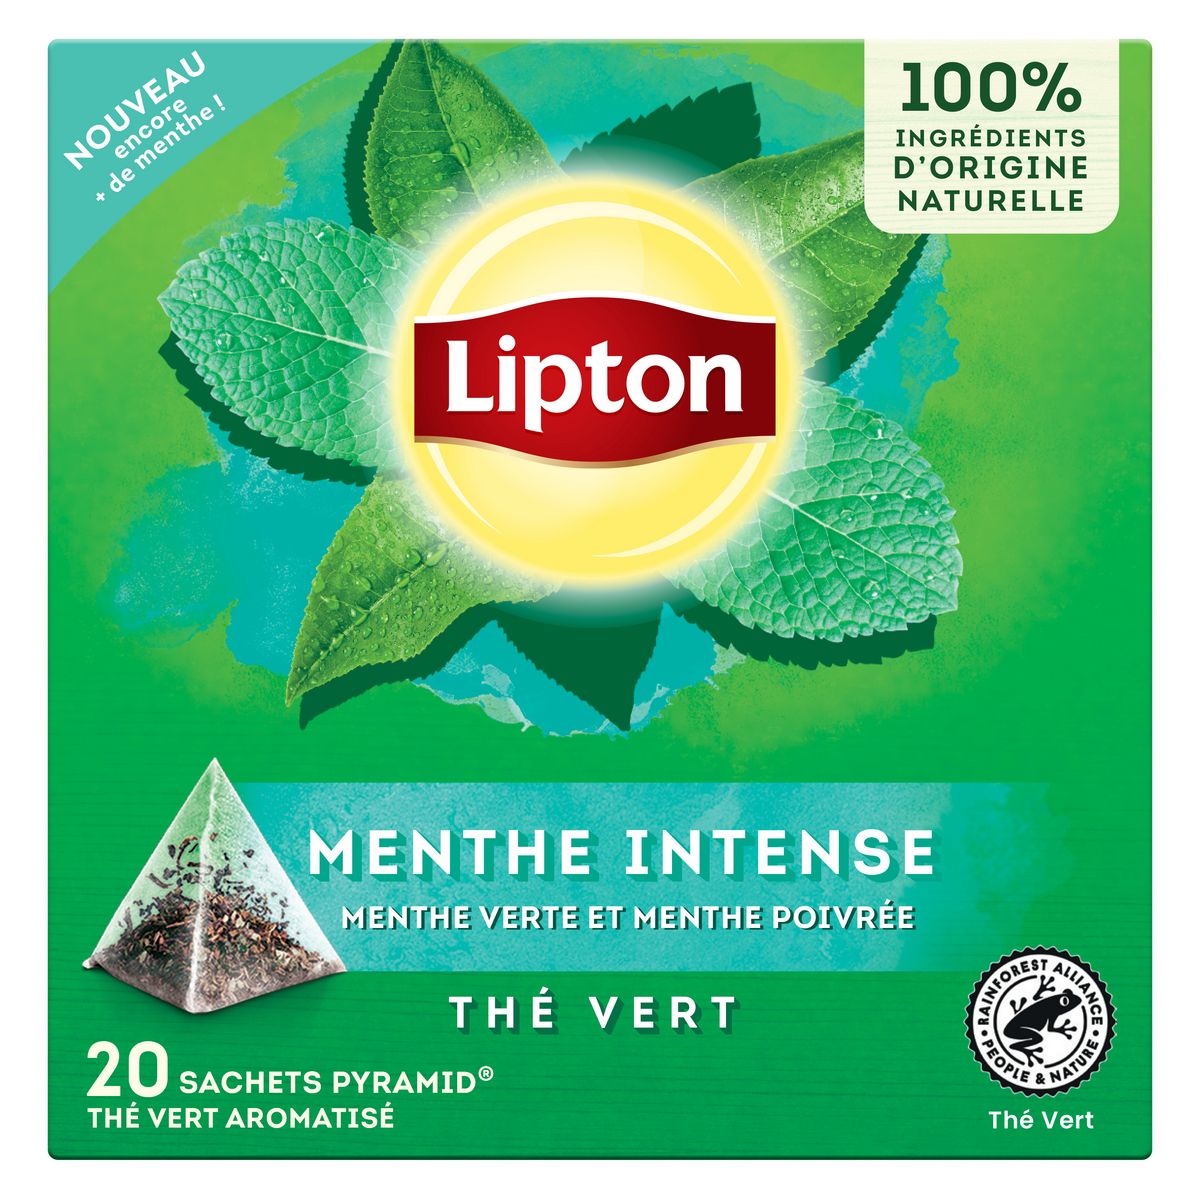 NOUVEAU
encore
+ de menthe !
100%
INGRÉDIENTS
D'ORIGINE
NATURELLE
Lipton
MENTHE INTENSE
MENTHE VERTE ET MENTHE POIVRÉE
THÉ VERT
20 SACHETS PYRAMID®
THÉ VERT AROMATISÉ
RAINFOREST ALLIANCE
PEOPLE & NATURE
Thé Vert